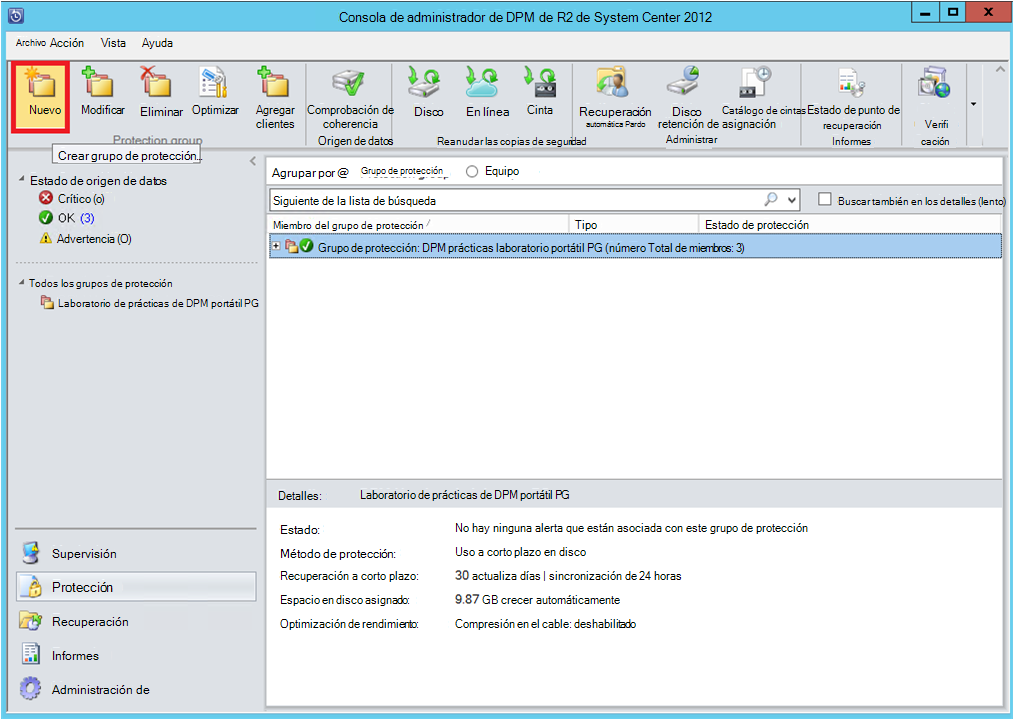 Consola de administrador de DPM de R2 de System Center 2012
Archivo Acción Vista Ayuda
Nuevo
Modificar
Eliminar
Optimizar
Agregar clientes
Protection group
Comprobación de coherencia
Origen de datos
Disco
En línea
Cinta
Reanudar las copias de seguridad
Recuperación
automática Pardo
Disco
retención de asignación
Catálogo de cintas
Administrar
Estado de punto de recuperación
Informes
Verifi
cación
Crear grupo de protección...
Estado de origen de datos
Crítico (o)
OK (3)
Advertencia (O)
Todos los grupos de protección
Laboratorio de prácticas de DPM portátil PG
Agrupar por @ Grupo de protección Equipo
Siguiente de la lista de búsqueda
Buscar también en los detalles (lento)
Miembro del grupo de protección / Tipo Estado de protección
Grupo de protección: DPM prácticas laboratorio portátil PG (número Total de miembros: 3)
Detalles: Laboratorio de prácticas de DPM portátil PG
Estado: No hay ninguna alerta que están asociada con este grupo de protección
Método de protección: Uso a corto plazo en disco
Recuperación a corto plazo: 30 actualiza días | sincronización de 24 horas
Espacio en disco asignado: 9.87 GB crecer automáticamente
Optimización de rendimiento: Compresión en el cable: deshabilitado
Supervisión
Protección
Recuperación
Informes
Administración de